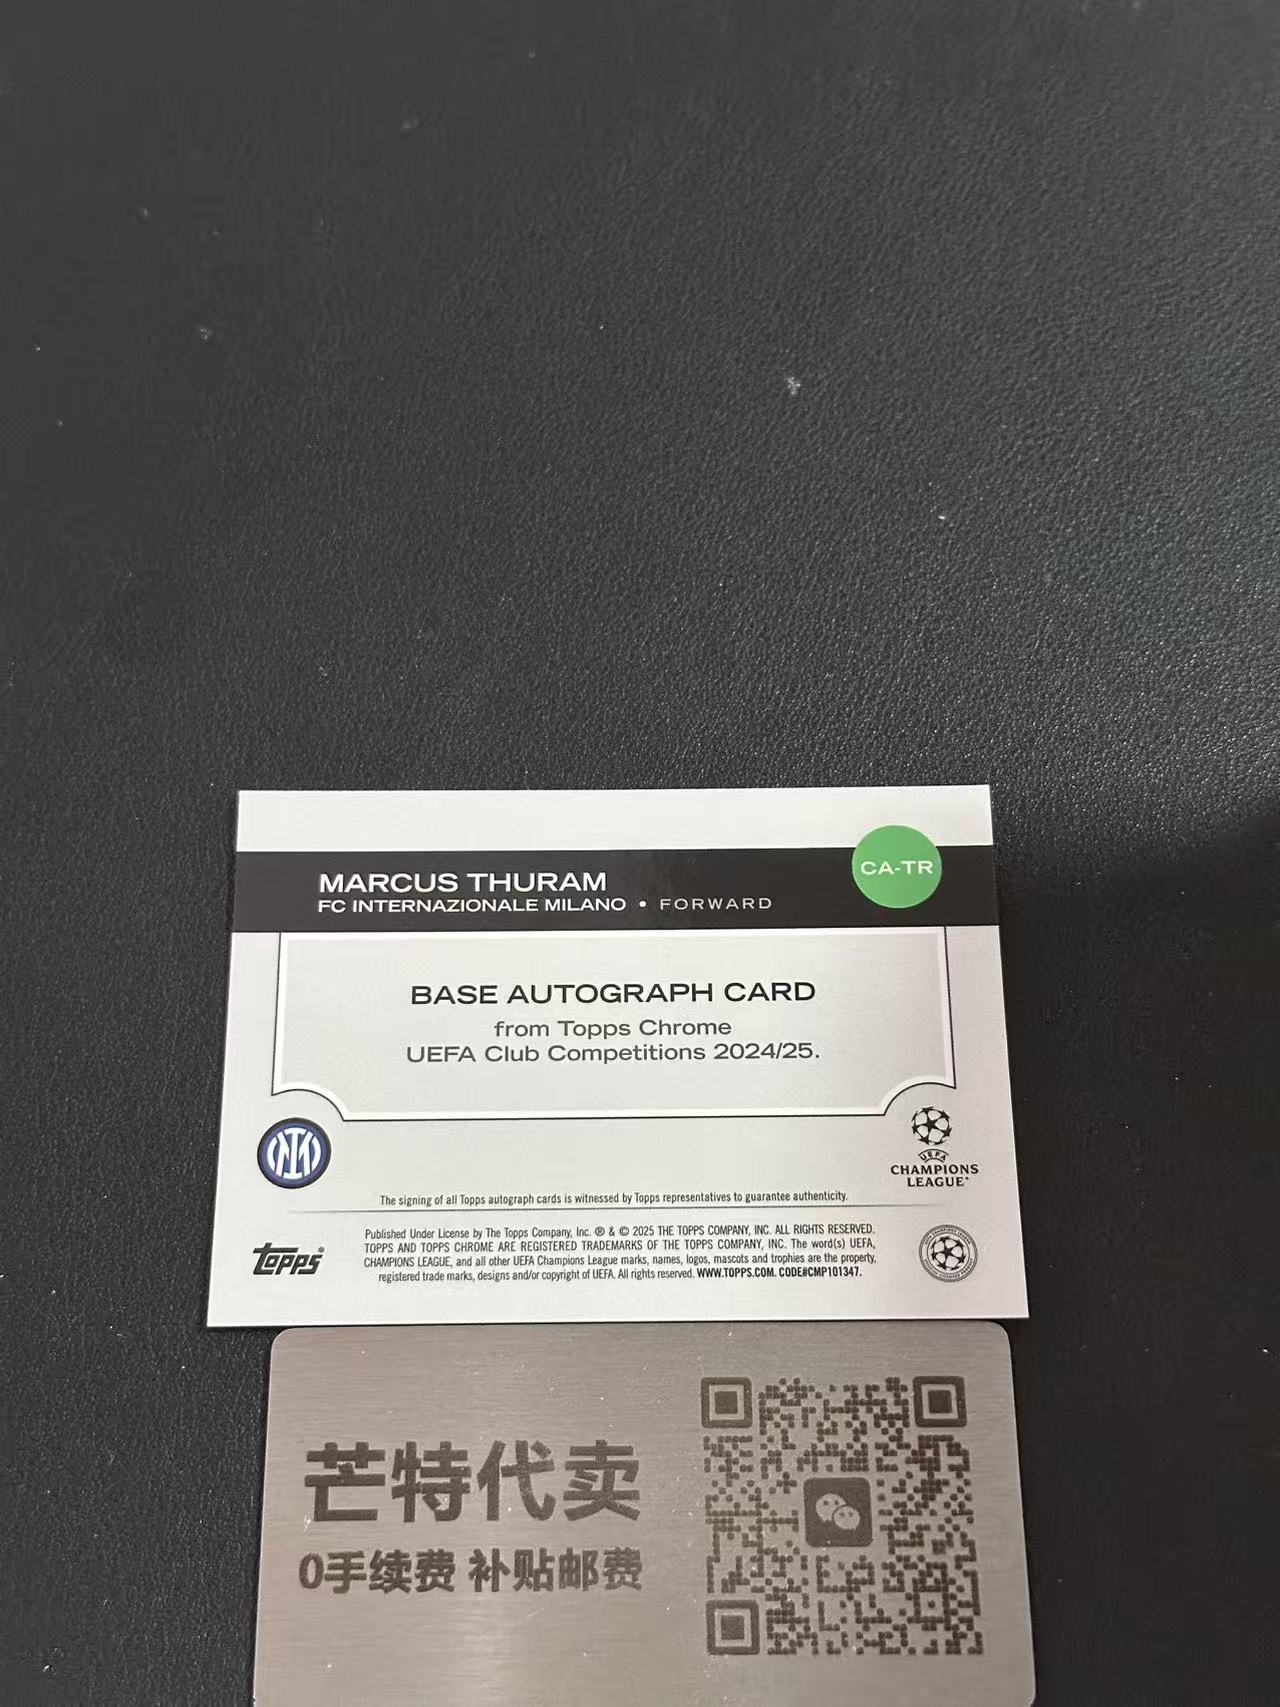 MARCUS THURAM
FC INTERNAZIONALE MILANO • FORWARD
CA-TR
BASE AUTOGRAPH CARD
from Topps Chrome
UEFA Club Competitions 2024/25.
UEFA
CHAMPIONS
LEAGUE®
The signing of all Topps autograph cards is witnessed by Topps representatives to guarantee authenticity.
topps®
Published Under License by The Topps Company, Inc. ® & © 2025 THE TOPPS COMPANY, INC. ALL RIGHTS RESERVED.
TOPPS AND TOPPS CHROME ARE REGISTERED TRADEMARKS OF THE TOPPS COMPANY, INC. The word(s) UEFA,
CHAMPIONS LEAGUE, and all other UEFA Champions League marks, names, logos, mascots and trophies are the property,
registered trade marks, designs and/or copyright of UEFA. All rights reserved. WWW.TOPPS.COM. CODE#CMP101347.
芒特代卖
0手续费 补贴邮费